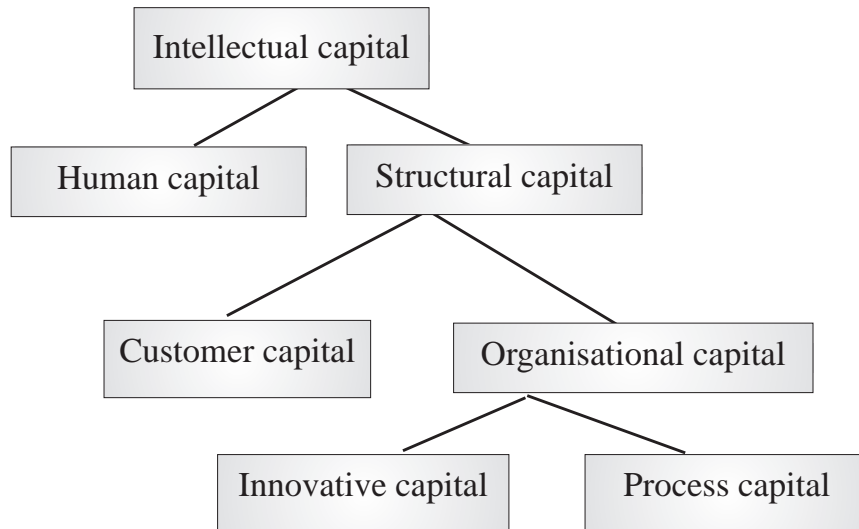 Intellectual capital
Human capital
Structural capital
Customer capital
Organisational capital
Innovative capital
Process capital